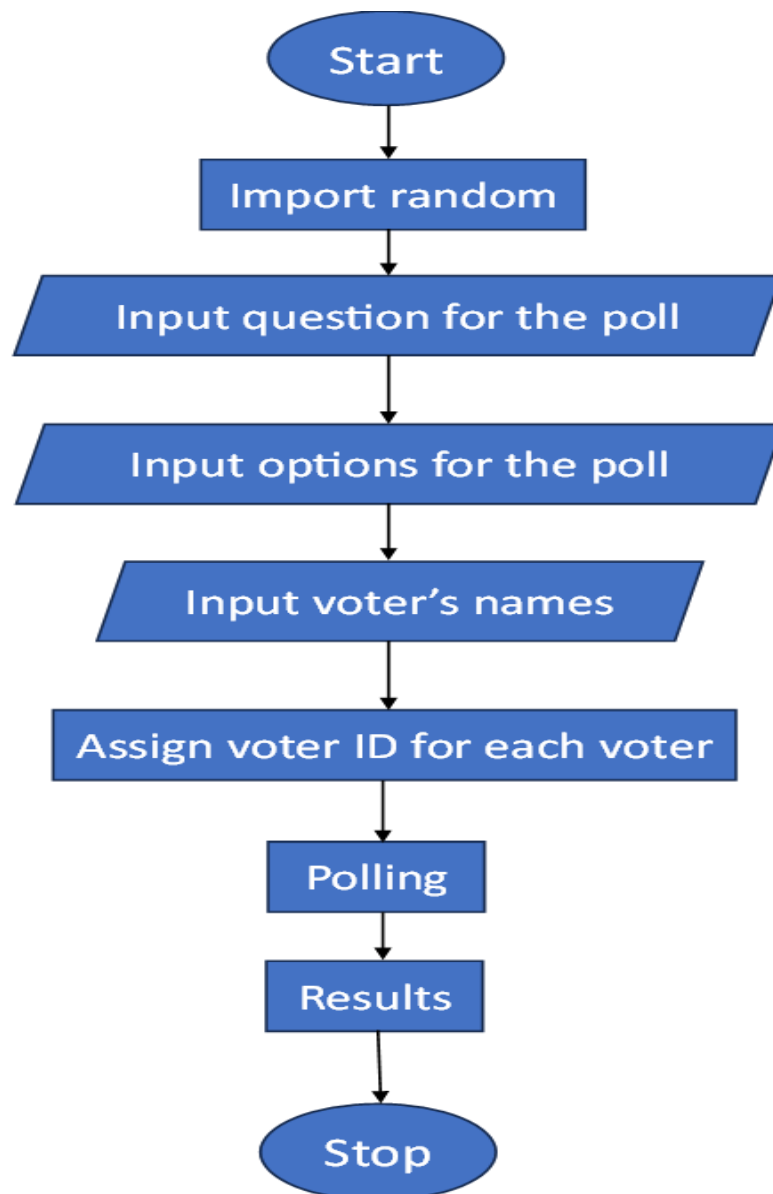 Start
Import random
Input question for the poll
Input options for the poll
Input voter’s names
Assign voter ID for each voter
Polling
Results
Stop